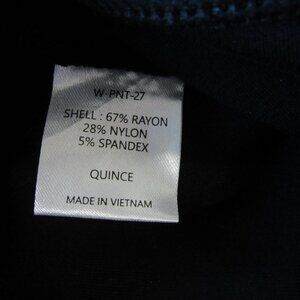 W-PNT-27
SHELL : 67% RAYON
28% NYLON
5% SPANDEX
QUINCE
MADE IN VIETNAM